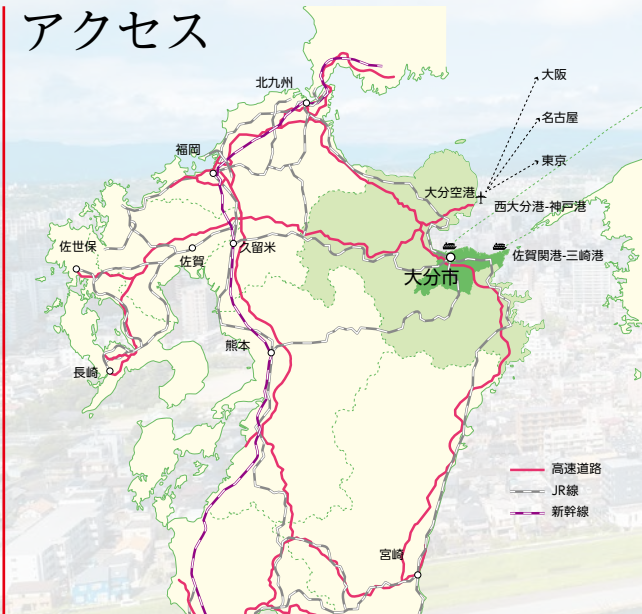 アクセス
北九州
大阪
名古屋
東京
福岡
大分空港
西大分港-神戸港
佐世保
佐賀
久留米
佐賀関港-三崎港
大分市
熊本
長崎
高速道路
JR線
新幹線
宮崎